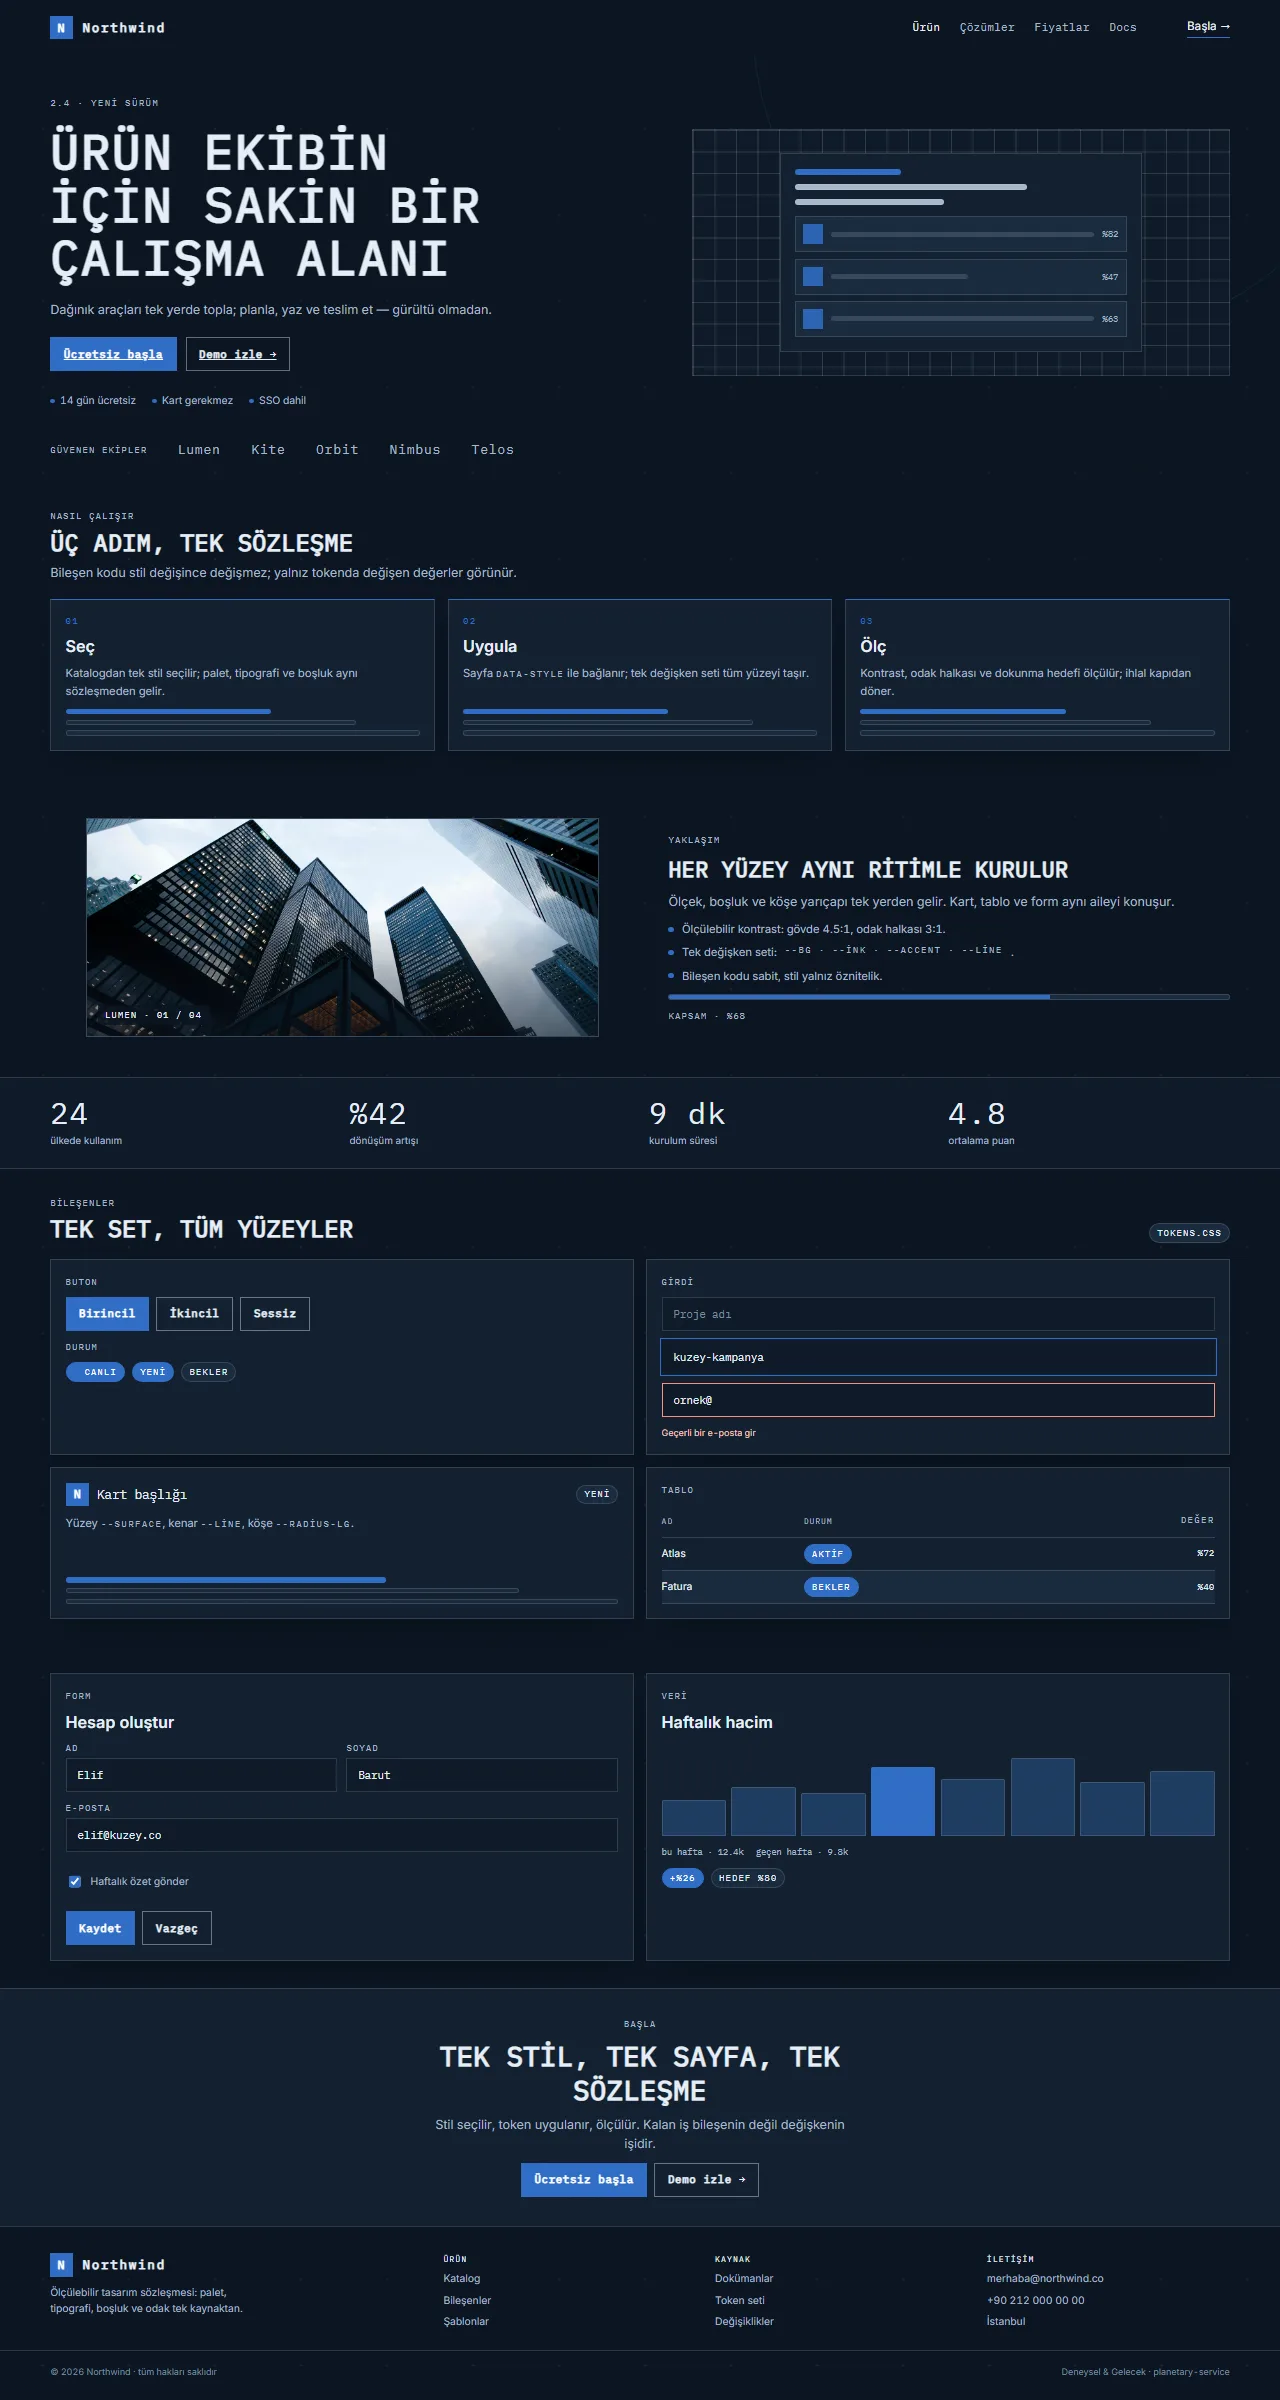 N Northwind
Ürün Çözümler Fiyatlar Docs Başla →
2.4 · YENİ SÜRÜM
ÜRÜN EKİBİN
İÇİN SAKİN BİR
ÇALIŞMA ALANI
Dağınık araçları tek yerde topla; planla, yaz ve teslim et — gürültü olmadan.
Ücretsiz başla Demo izle →
14 gün ücretsiz Kart gerekmez SSO dahil
%82
%47
%63
GÜVENEN EKİPLER Lumen Kite Orbit Nimbus Telos
NASIL ÇALIŞIR
ÜÇ ADIM, TEK SÖZLEŞME
Bileşen kodu stil değişince değişmez; yalnız tokenda değişen değerler görünür.
01
Seç
Katalogdan tek stil seçilir; palet, tipografi ve boşluk aynı
sözleşmeden gelir.
02
Uygula
Sayfa DATA-STYLE ile bağlanır; tek değişken seti tüm yüzeyi taşır.
03
Ölç
Kontrast, odak halkası ve dokunma hedefi ölçülür; ihlal kapıdan
döner.
LUMEN · 01 / 04
YAKLAŞIM
HER YÜZEY AYNI RİTİMLE KURULUR
Ölçek, boşluk ve köşe yarıçapı tek yerden gelir. Kart, tablo ve form aynı aileyi konuşur.
Ölçülebilir kontrast: gövde 4.5:1, odak halkası 3:1.
Tek değişken seti: --BG · --İNK · --ACCENT · --LİNE .
Bileşen kodu sabit, stil yalnız öznitelik.
KAPSAM · %68
24
ülkede kullanım
%42
dönüşüm artışı
9 dk
kurulum süresi
4.8
ortalama puan
BİLEŞENLER
TEK SET, TÜM YÜZEYLER
TOKENS.CSS
BUTON
Birincil İkincil Sessiz
DURUM
CANLI YENİ BEKLER
GİRDİ
Proje adı
kuzey-kampanya
ornek@
Geçerli bir e-posta gir
N Kart başlığı YENİ
Yüzey --SURFACE, kenar --LİNE, köşe --RADİUS-LG.
TABLO
AD DURUM DEĞER
Atlas AKTİF %72
Fatura BEKLER %40
FORM
Hesap oluştur
AD SOYAD
Elif Barut
E-POSTA
elif@kuzey.co
Haftalık özet gönder
Kaydet Vazgeç
VERİ
Haftalık hacim
bu hafta · 12.4k geçen hafta · 9.8k
+%26 HEDEF %80
BAŞLA
TEK STİL, TEK SAYFA, TEK
SÖZLEŞME
Stil seçilir, token uygulanır, ölçülür. Kalan iş bileşenin değil değişkenin
işidir.
Ücretsiz başla Demo izle →
N Northwind
Ölçülebilir tasarım sözleşmesi: palet,
tipografi, boşluk ve odak tek kaynaktan.
ÜRÜN
Katalog
Bileşenler
Şablonlar
KAYNAK
Dokümanlar
Token seti
Değişiklikler
İLETİŞİM
merhaba@northwind.co
+90 212 000 00 00
İstanbul
© 2026 Northwind · tüm hakları saklıdır
Deneysel & Gelecek · planetary-service